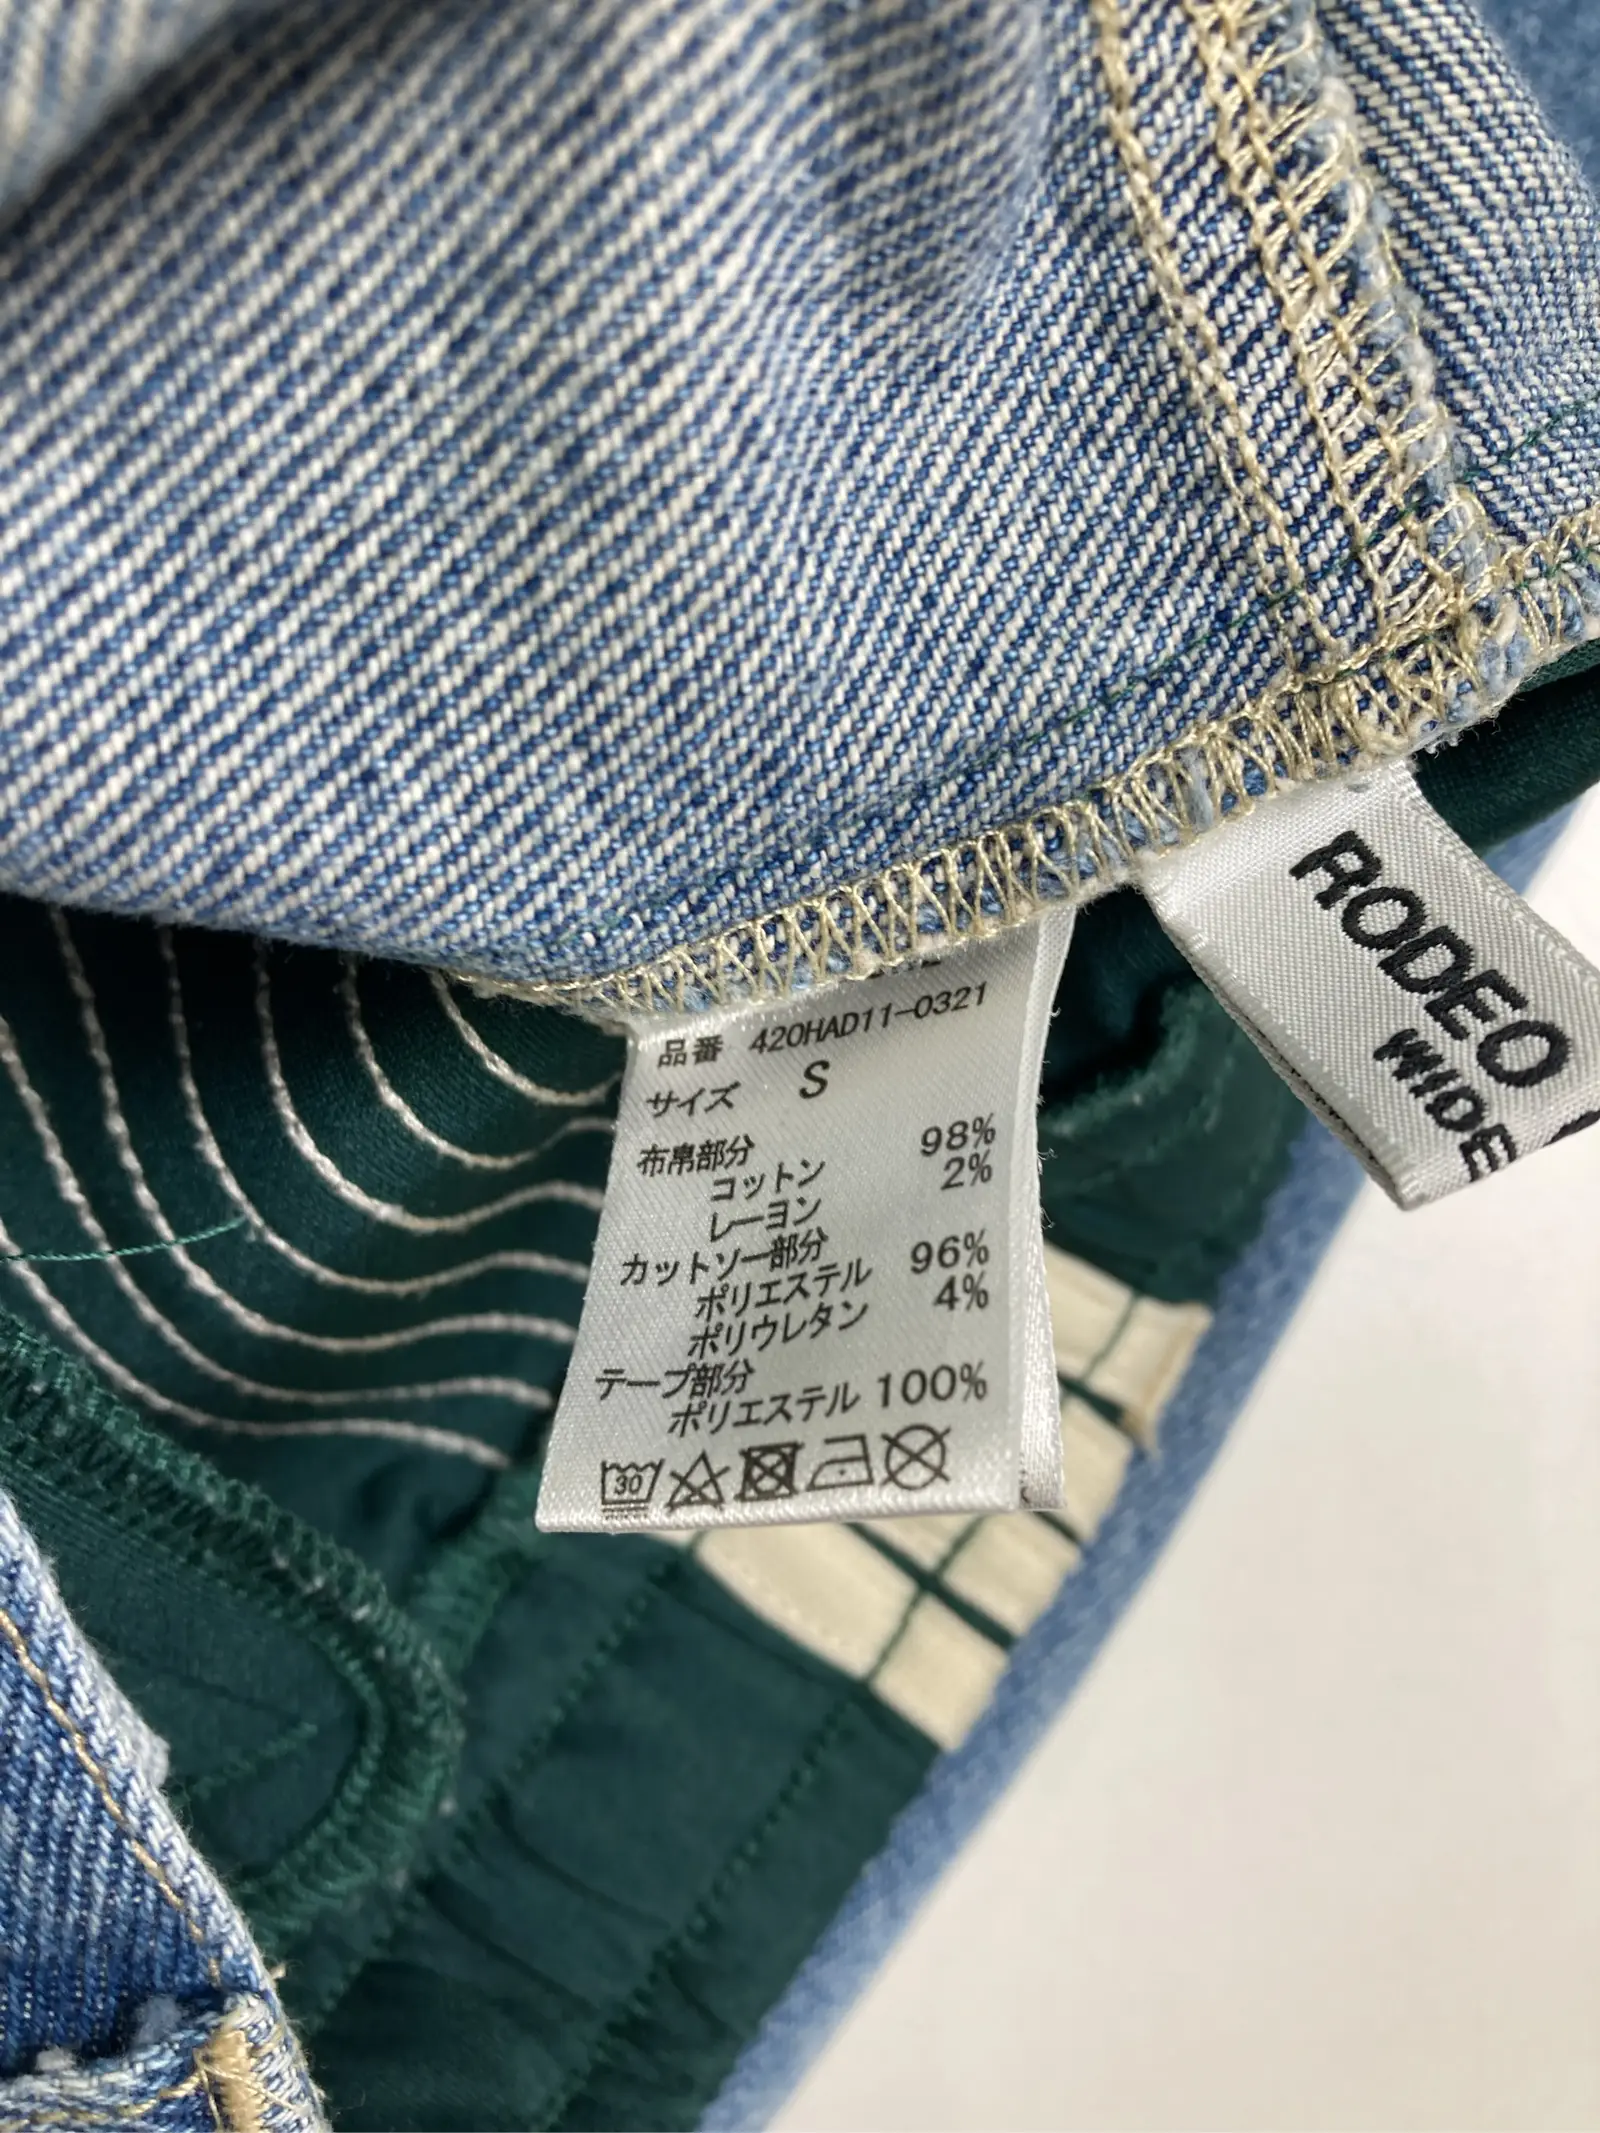 品番 420HAD11-0321
サイズ S
布帛部分
コットン 98%
レーヨン 2%
カットソー部分
ポリエステル 96%
ポリウレタン 4%
テープ部分
ポリエステル 100%
30
RODEO
WIDE